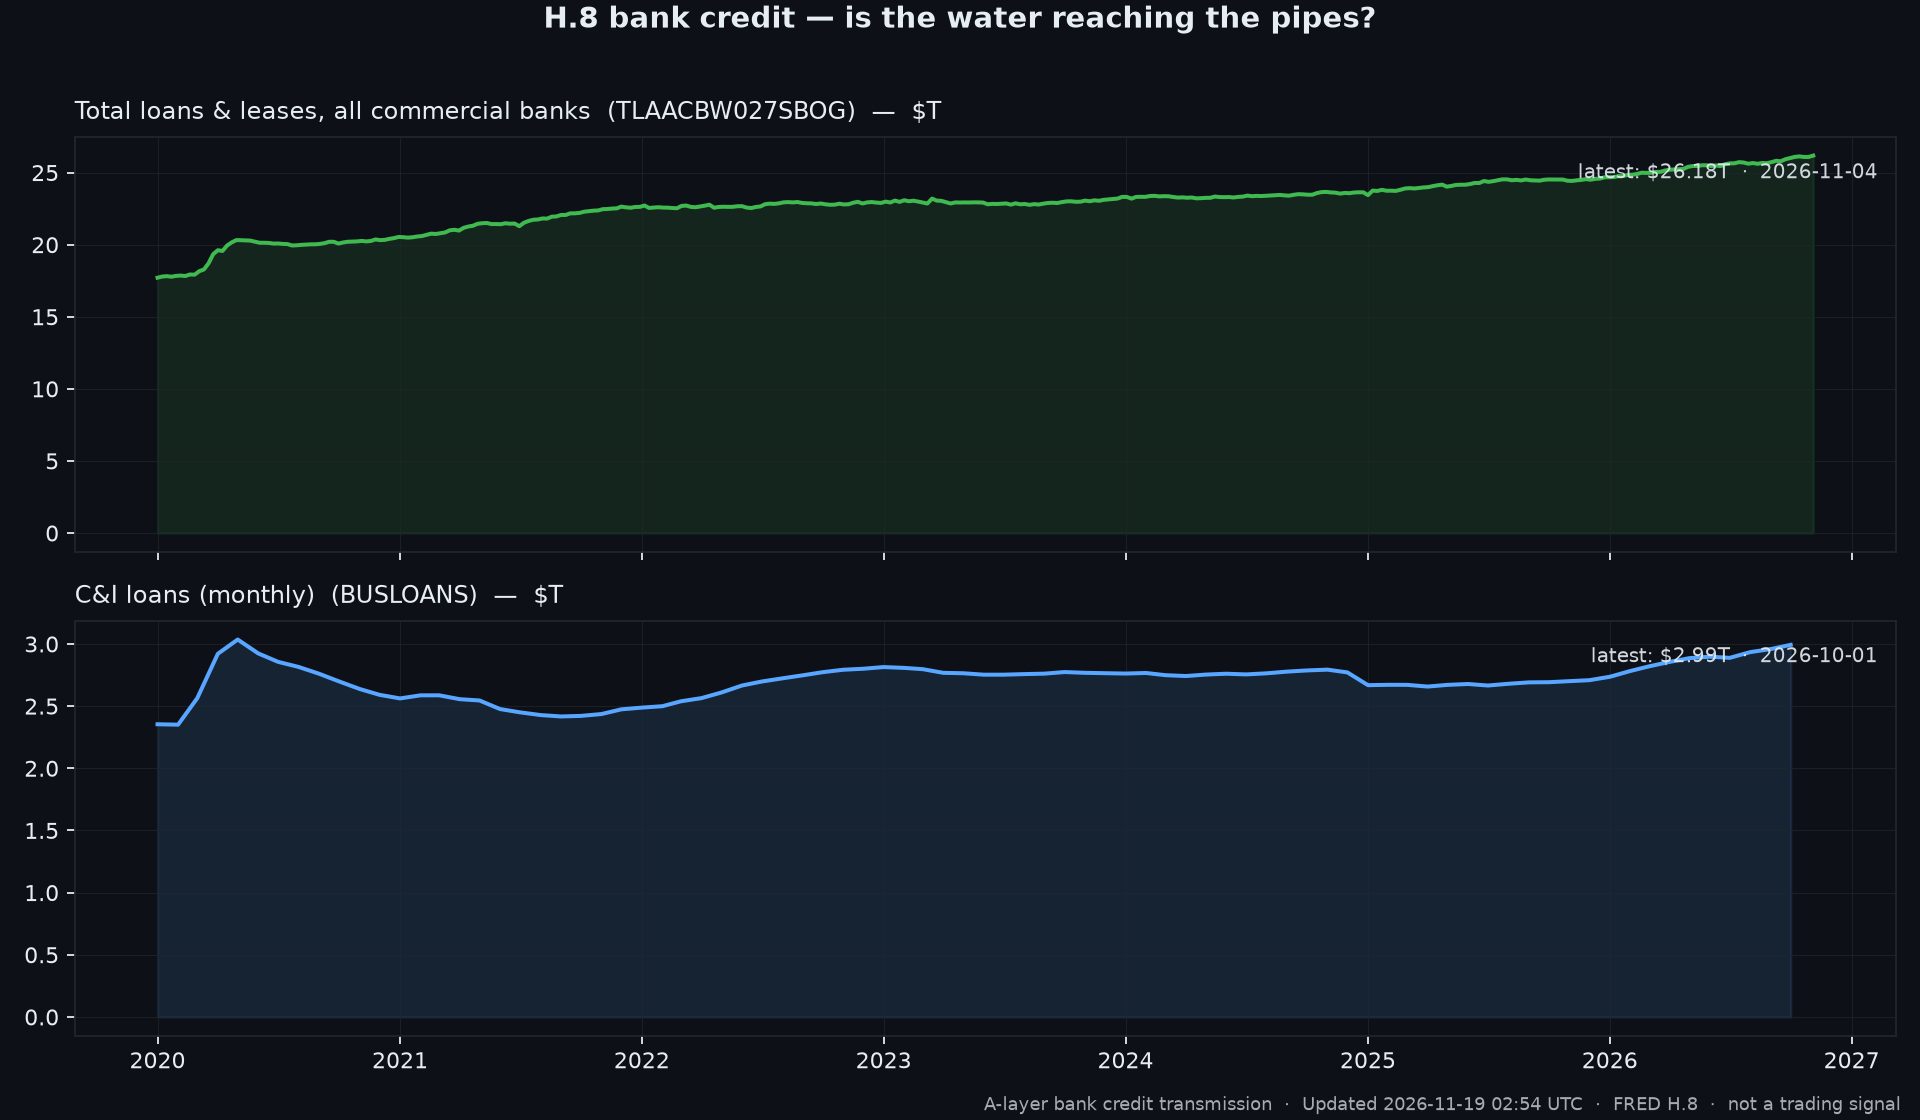 H.8 bank credit — is the water reaching the pipes?
Total loans & leases, all commercial banks (TLAACBW027SBOG) — $T
25
20
15
10
5
0
latest: $26.18T · 2026-11-04
C&I loans (monthly) (BUSLOANS) — $T
3.0
2.5
2.0
1.5
1.0
0.5
0.0
latest: $2.99T · 2026-10-01
2020 2021 2022 2023 2024 2025 2026 2027
A-layer bank credit transmission · Updated 2026-11-19 02:54 UTC · FRED H.8 · not a trading signal